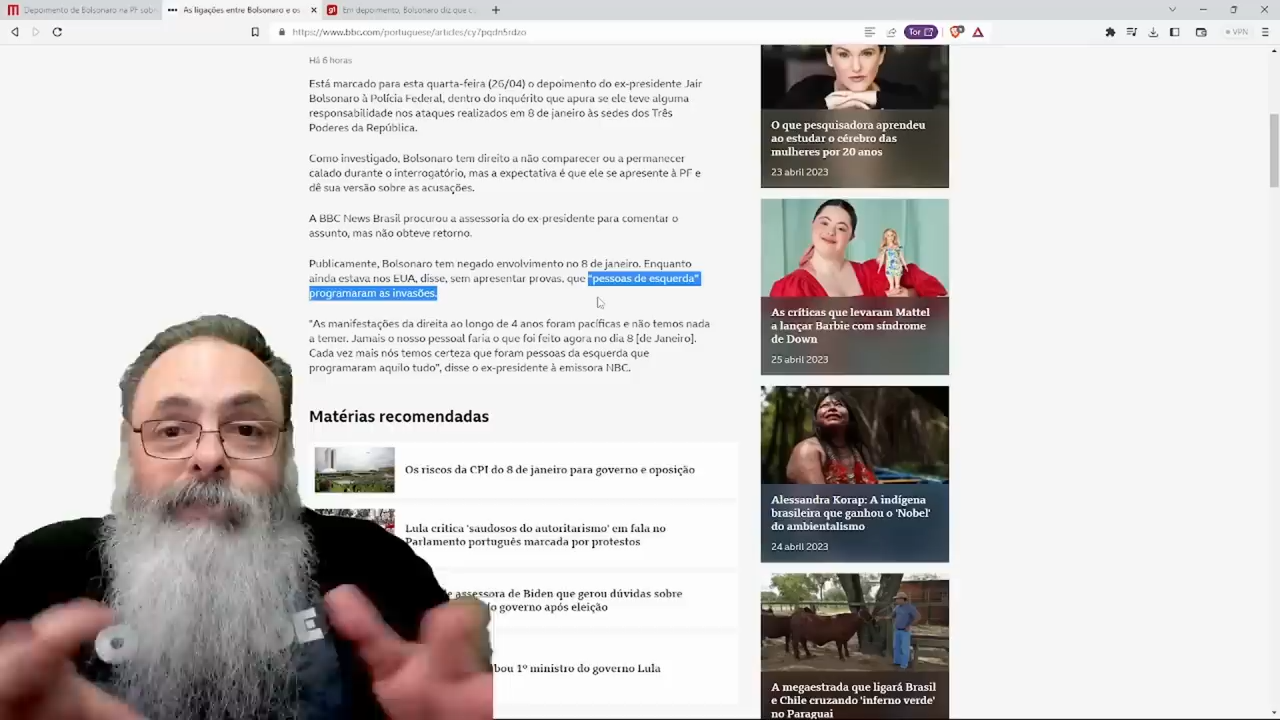 Depoimento de Bolsonaro na PF sobr
As ligações entre Bolsonaro e os
g1
Em depoimento, Bolsonaro diz que c
https://www.bbc.com/portuguese/articles/cy7pqdn5rdzo
Tor
VPN
Há 6 horas
Está marcado para esta quarta-feira (26/04) o depoimento do ex-presidente Jair
Bolsonaro à Polícia Federal, dentro do inquérito que apura se ele teve alguma
responsabilidade nos ataques realizados em 8 de janeiro às sedes dos Três
Poderes da República.
Como investigado, Bolsonaro tem direito a não comparecer ou a permanecer
calado durante o interrogatório, mas a expectativa é que ele se apresente à PF e
dê sua versão sobre as acusações.
A BBC News Brasil procurou a assessoria do ex-presidente para comentar o
assunto, mas não obteve retorno.
Publicamente, Bolsonaro tem negado envolvimento no 8 de janeiro. Enquanto
ainda estava nos EUA, disse, sem apresentar provas, que "pessoas de esquerda"
programaram as invasões.
"As manifestações da direita ao longo de 4 anos foram pacíficas e não temos nada
a temer. Jamais o nosso pessoal faria o que foi feito agora no dia 8 [de Janeiro].
Cada vez mais nós temos certeza que foram pessoas da esquerda que
programaram aquilo tudo", disse o ex-presidente à emissora NBC.
Matérias recomendadas
Os riscos da CPI do 8 de janeiro para governo e oposição
Lula critica 'saudosos do autoritarismo' em fala no
Parlamento português marcada por protestos
e assessora de Biden que gerou dúvidas sobre
o governo após eleição
bou 1º ministro do governo Lula
O que pesquisadora aprendeu
ao estudar o cérebro das
mulheres por 20 anos
23 abril 2023
As críticas que levaram Mattel
a lançar Barbie com síndrome
de Down
25 abril 2023
Alessandra Korap: A indígena
brasileira que ganhou o 'Nobel'
do ambientalismo
24 abril 2023
A megaestrada que ligará Brasil
e Chile cruzando 'inferno verde'
no Paraguai